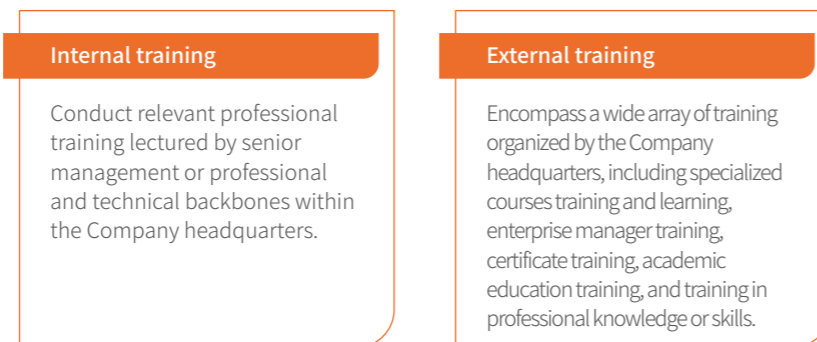 Internal training
Conduct relevant professional
training lectured by senior
management or professional
and technical backbones within
the Company headquarters.
External training
Encompass a wide array of training
organized by the Company
headquarters, including specialized
courses training and learning,
enterprise manager training,
certificate training, academic
education training, and training in
professional knowledge or skills.